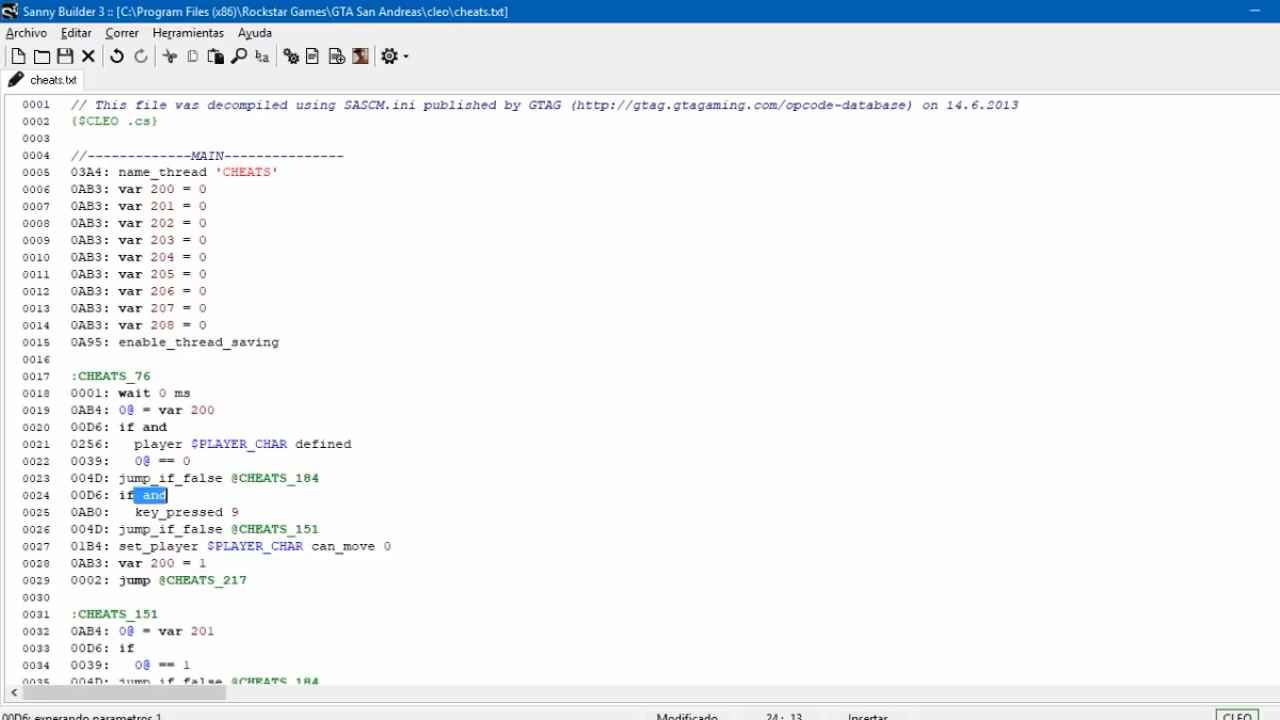 Sanny Builder 3 :: [C:\Program Files (x86)\Rockstar Games\GTA San Andreas\cleo\cheats.txt]
Archivo Editar Correr Herramientas Ayuda
cheats.txt
0001 // This file was decompiled using SASCM.ini published by GTAG (http://gtag.gtagaming.com/opcode-database) on 14.6.2013
0002 {$CLEO .cs}
0003
0004 //-------------MAIN---------------
0005 03A4: name_thread 'CHEATS'
0006 0AB3: var 200 = 0
0007 0AB3: var 201 = 0
0008 0AB3: var 202 = 0
0009 0AB3: var 203 = 0
0010 0AB3: var 204 = 0
0011 0AB3: var 205 = 0
0012 0AB3: var 206 = 0
0013 0AB3: var 207 = 0
0014 0AB3: var 208 = 0
0015 0A95: enable_thread_saving
0016
0017 :CHEATS_76
0018 0001: wait 0 ms
0019 0AB4: 0@ = var 200
0020 00D6: if and
0021 0256: player $PLAYER_CHAR defined
0022 0039: 0@ == 0
0023 004D: jump_if_false @CHEATS_184
0024 00D6: if and
0025 0AB0: key_pressed 9
0026 004D: jump_if_false @CHEATS_151
0027 01B4: set_player $PLAYER_CHAR can_move 0
0028 0AB3: var 200 = 1
0029 0002: jump @CHEATS_217
0030
0031 :CHEATS_151
0032 0AB4: 0@ = var 201
0033 00D6: if
0034 0039: 0@ == 1
0035 004D: jump_if_false @CHEATS_184
00D6: esperando parametros 1 Modificado 24: 13 Insertar CLEO